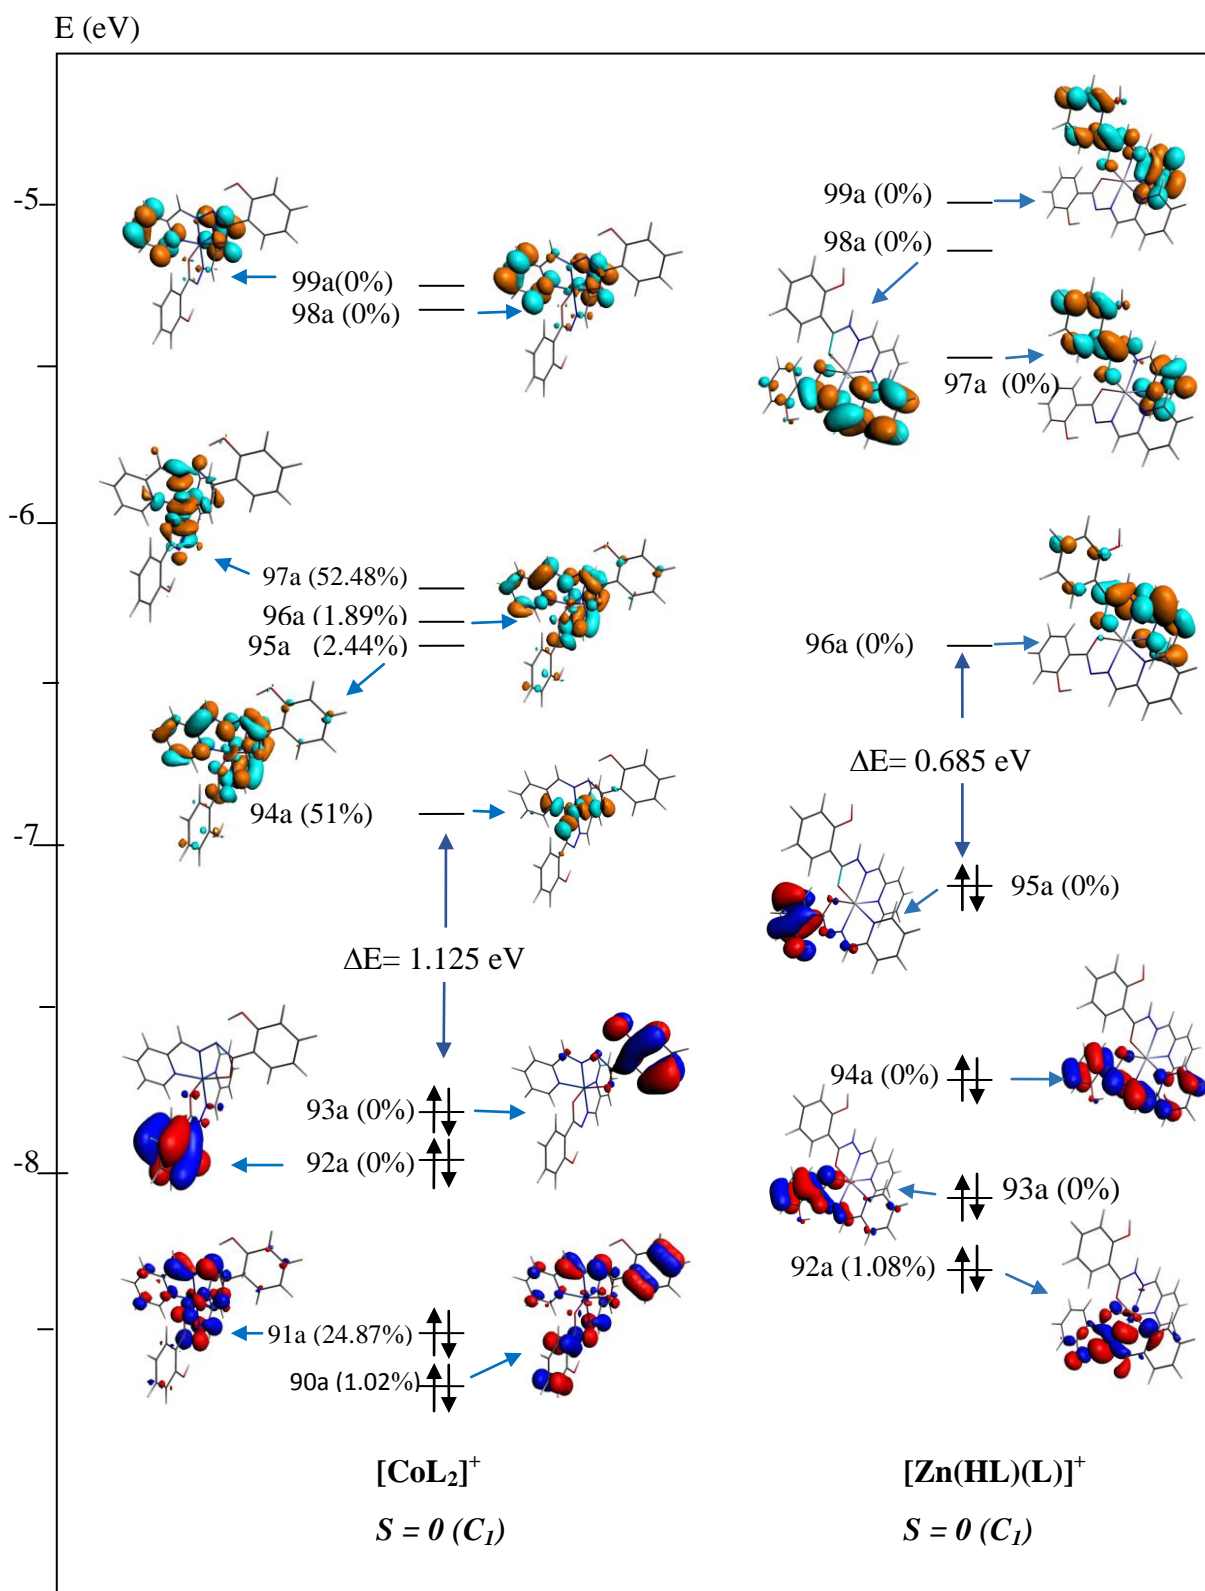 E (eV)
-5
-6
-7
-8
99a(0%)
98a (0%)
97a (52.48%)
96a (1.89%)
95a (2.44%)
94a (51%)
ΔE= 1.125 eV
93a (0%)
92a (0%)
91a (24.87%)
90a (1.02%)
[CoL₂]⁺
S = 0 (C₁)
99a (0%)
98a (0%)
97a (0%)
96a (0%)
ΔE= 0.685 eV
95a (0%)
94a (0%)
93a (0%)
92a (1.08%)
[Zn(HL)(L)]⁺
S = 0 (C₁)